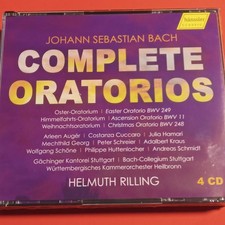 hänssler
JOHANN SEBASTIAN BACH
COMPLETE
ORATORIOS
Oster-Oratorium | Easter Oratorio BWV 249
Himmelfahrts-Oratorium | Ascension Oratorio BWV 11
Weihnachtsoratorium | Christmas Oratorio BWV 248
Arleen Augér | Costanza Cuccaro | Julia Hamari
Mechthild Georg | Peter Schreier | Adalbert Kraus
Wolfgang Schöne | Philippe Huttenlocher | Andreas Schmidt
Gächinger Kantorei Stuttgart | Bach-Collegium Stuttgart
Württembergisches Kammerorchester Heilbronn
HELMUTH RILLING
4 CD